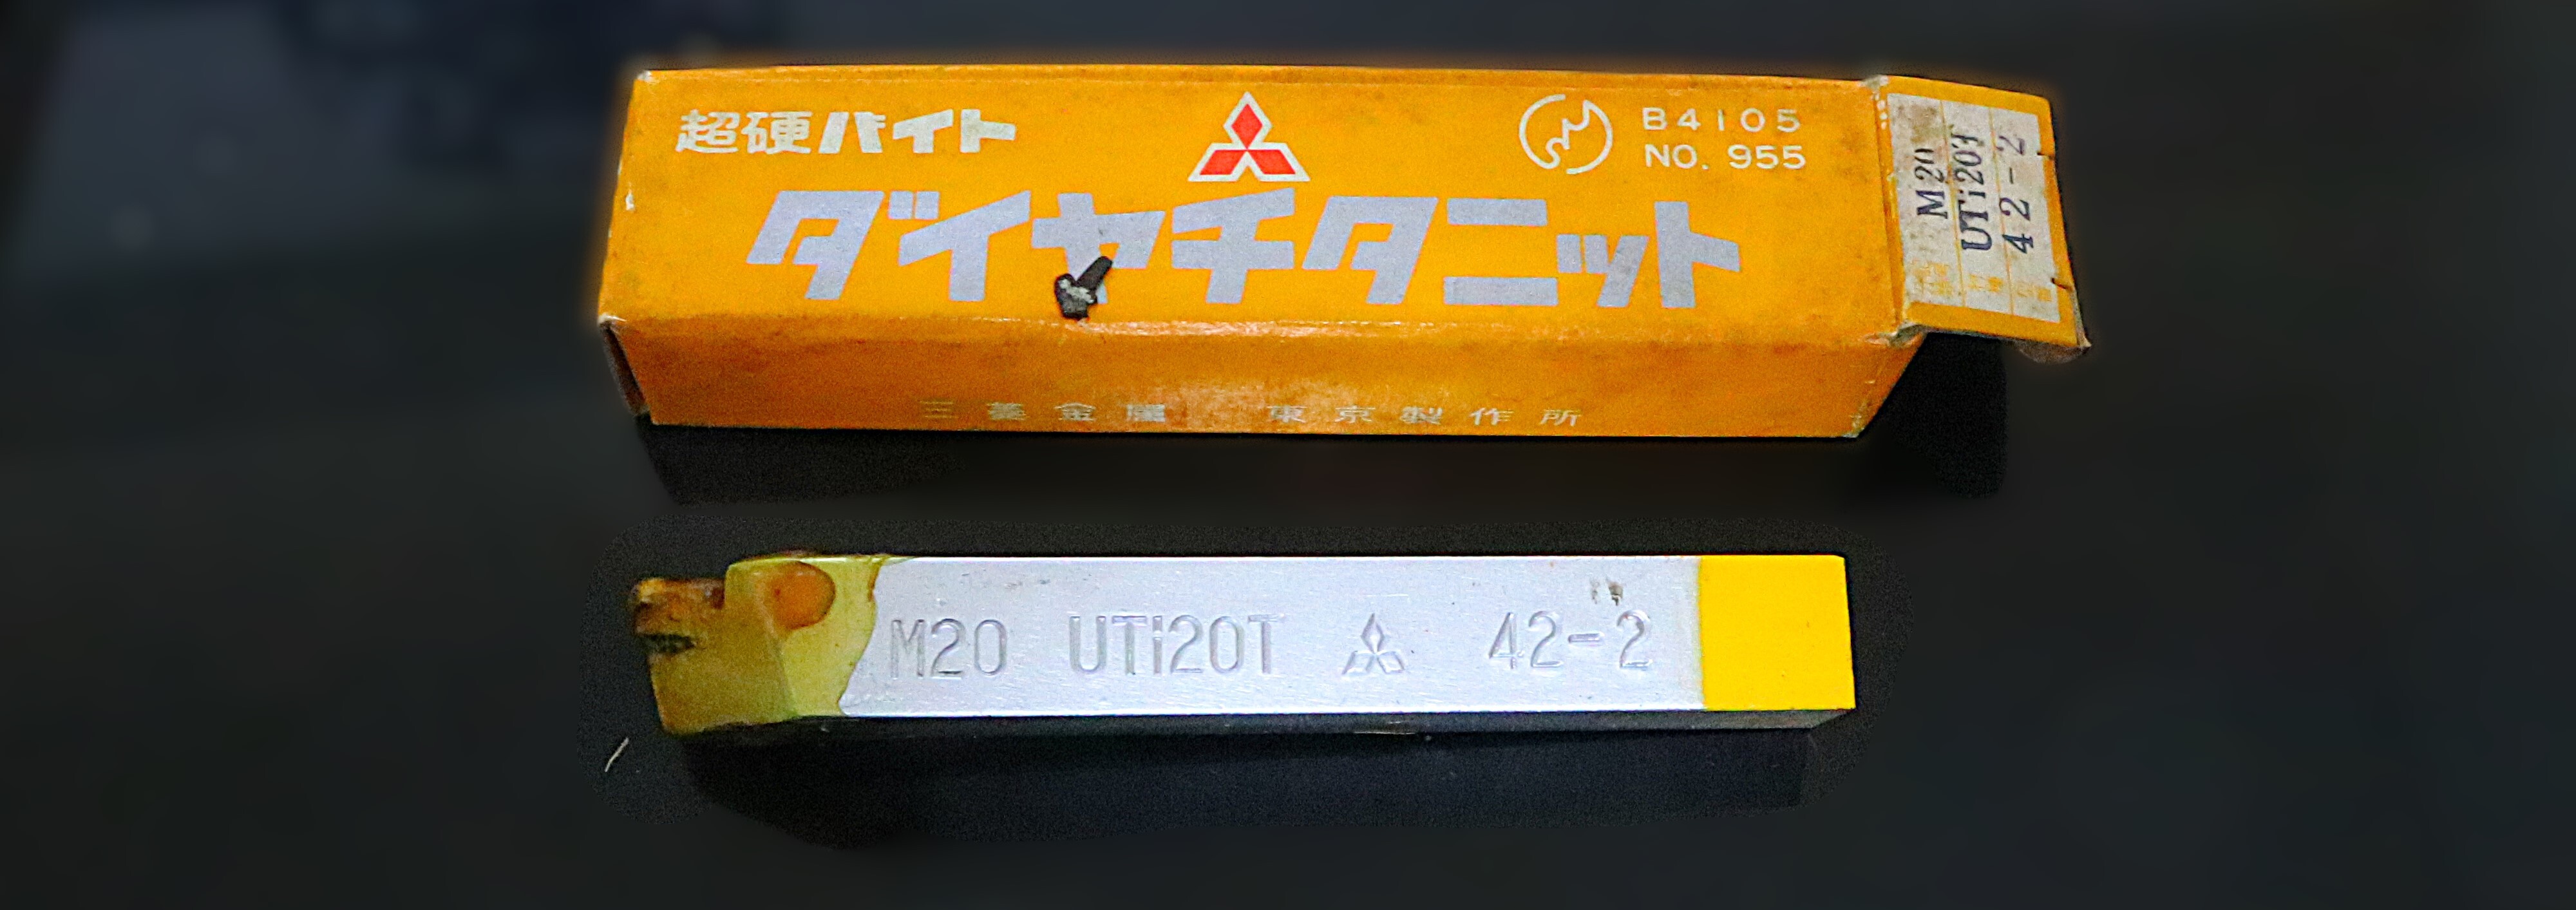 超硬バイト
B4105
NO. 955
ダイヤチタニット
三菱金属 東京製作所
M20
UTi20T
42-2
M20 UTi20T 42-2